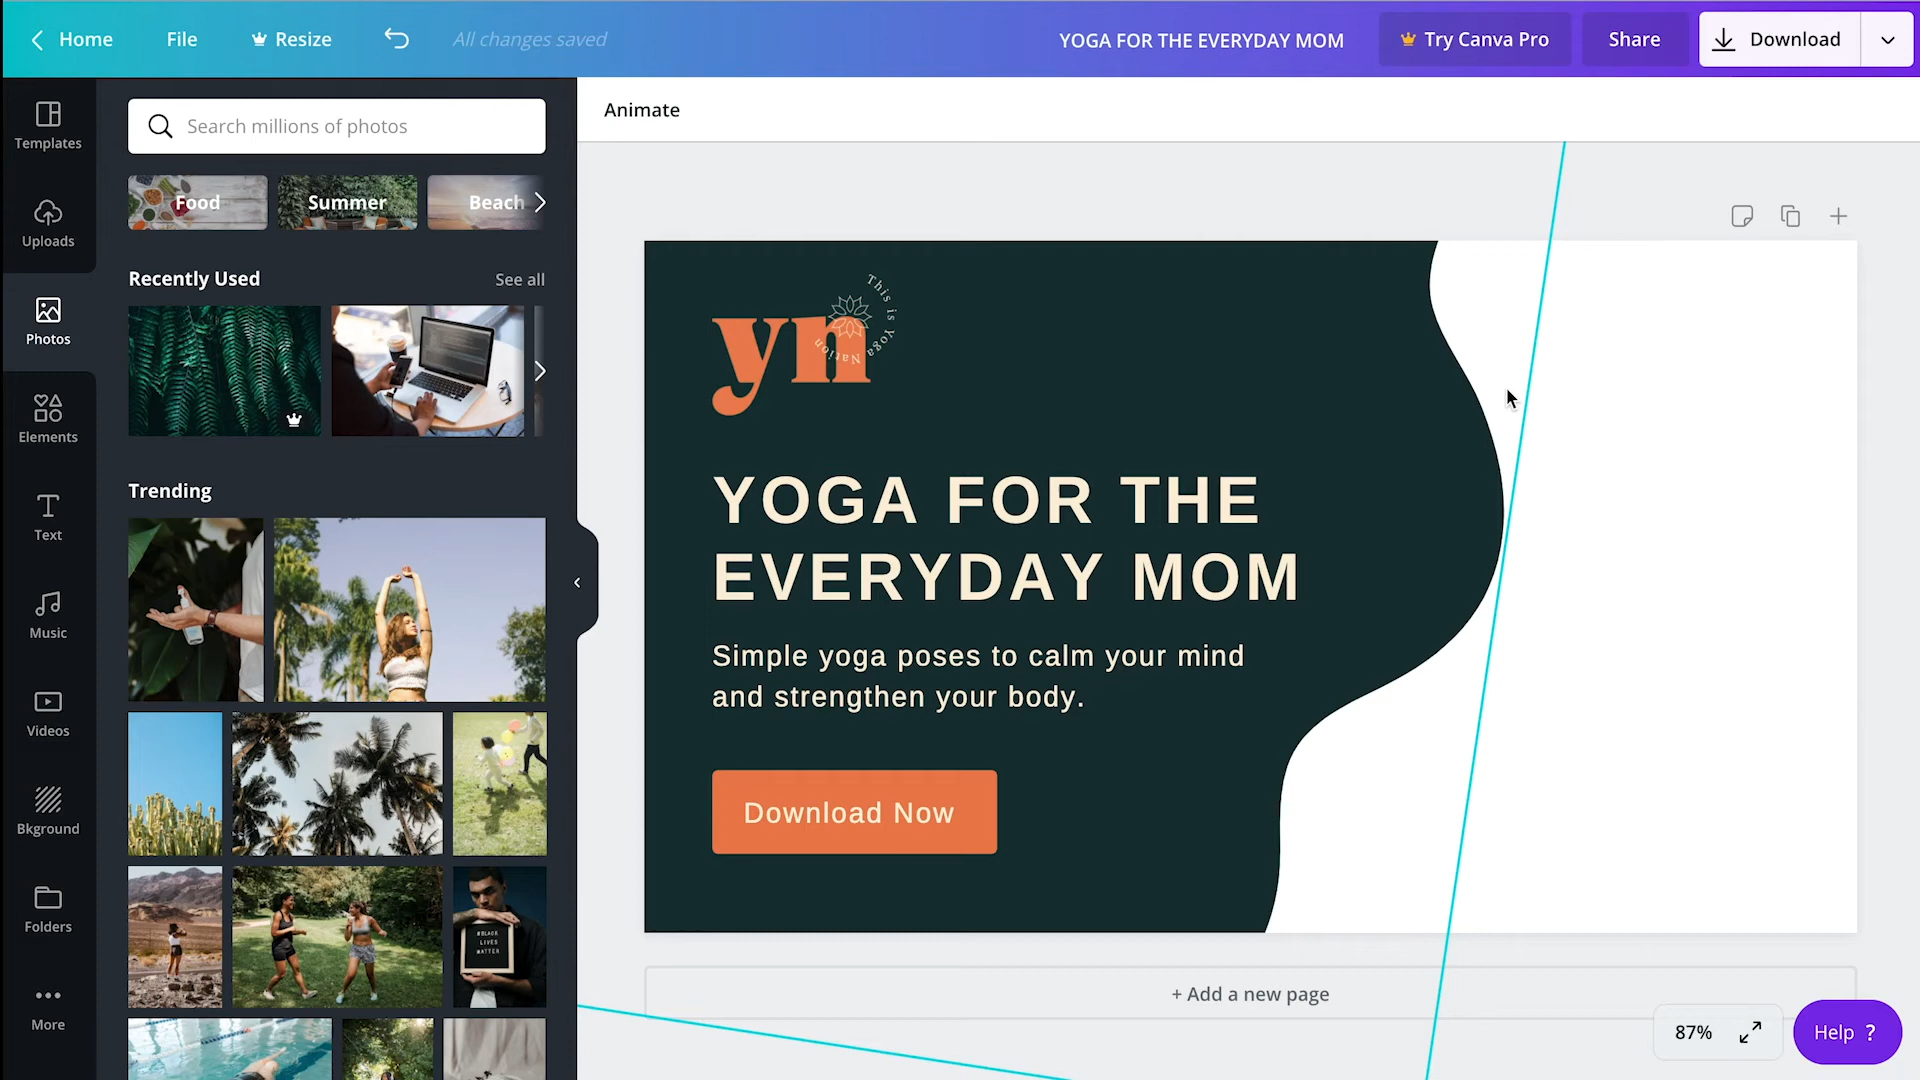 Home
File
Resize
All changes saved
YOGA FOR THE EVERYDAY MOM
Try Canva Pro
Share
Download
Templates
Uploads
Photos
Elements
Text
Music
Videos
Bkground
Folders
More
Search millions of photos
Food
Summer
Beach
Recently Used
See all
Trending
#BLACK
LIVES
MATTER
Animate
yn
This is Yoga Nation
YOGA FOR THE
EVERYDAY MOM
Simple yoga poses to calm your mind
and strengthen your body.
Download Now
+ Add a new page
87%
Help ?